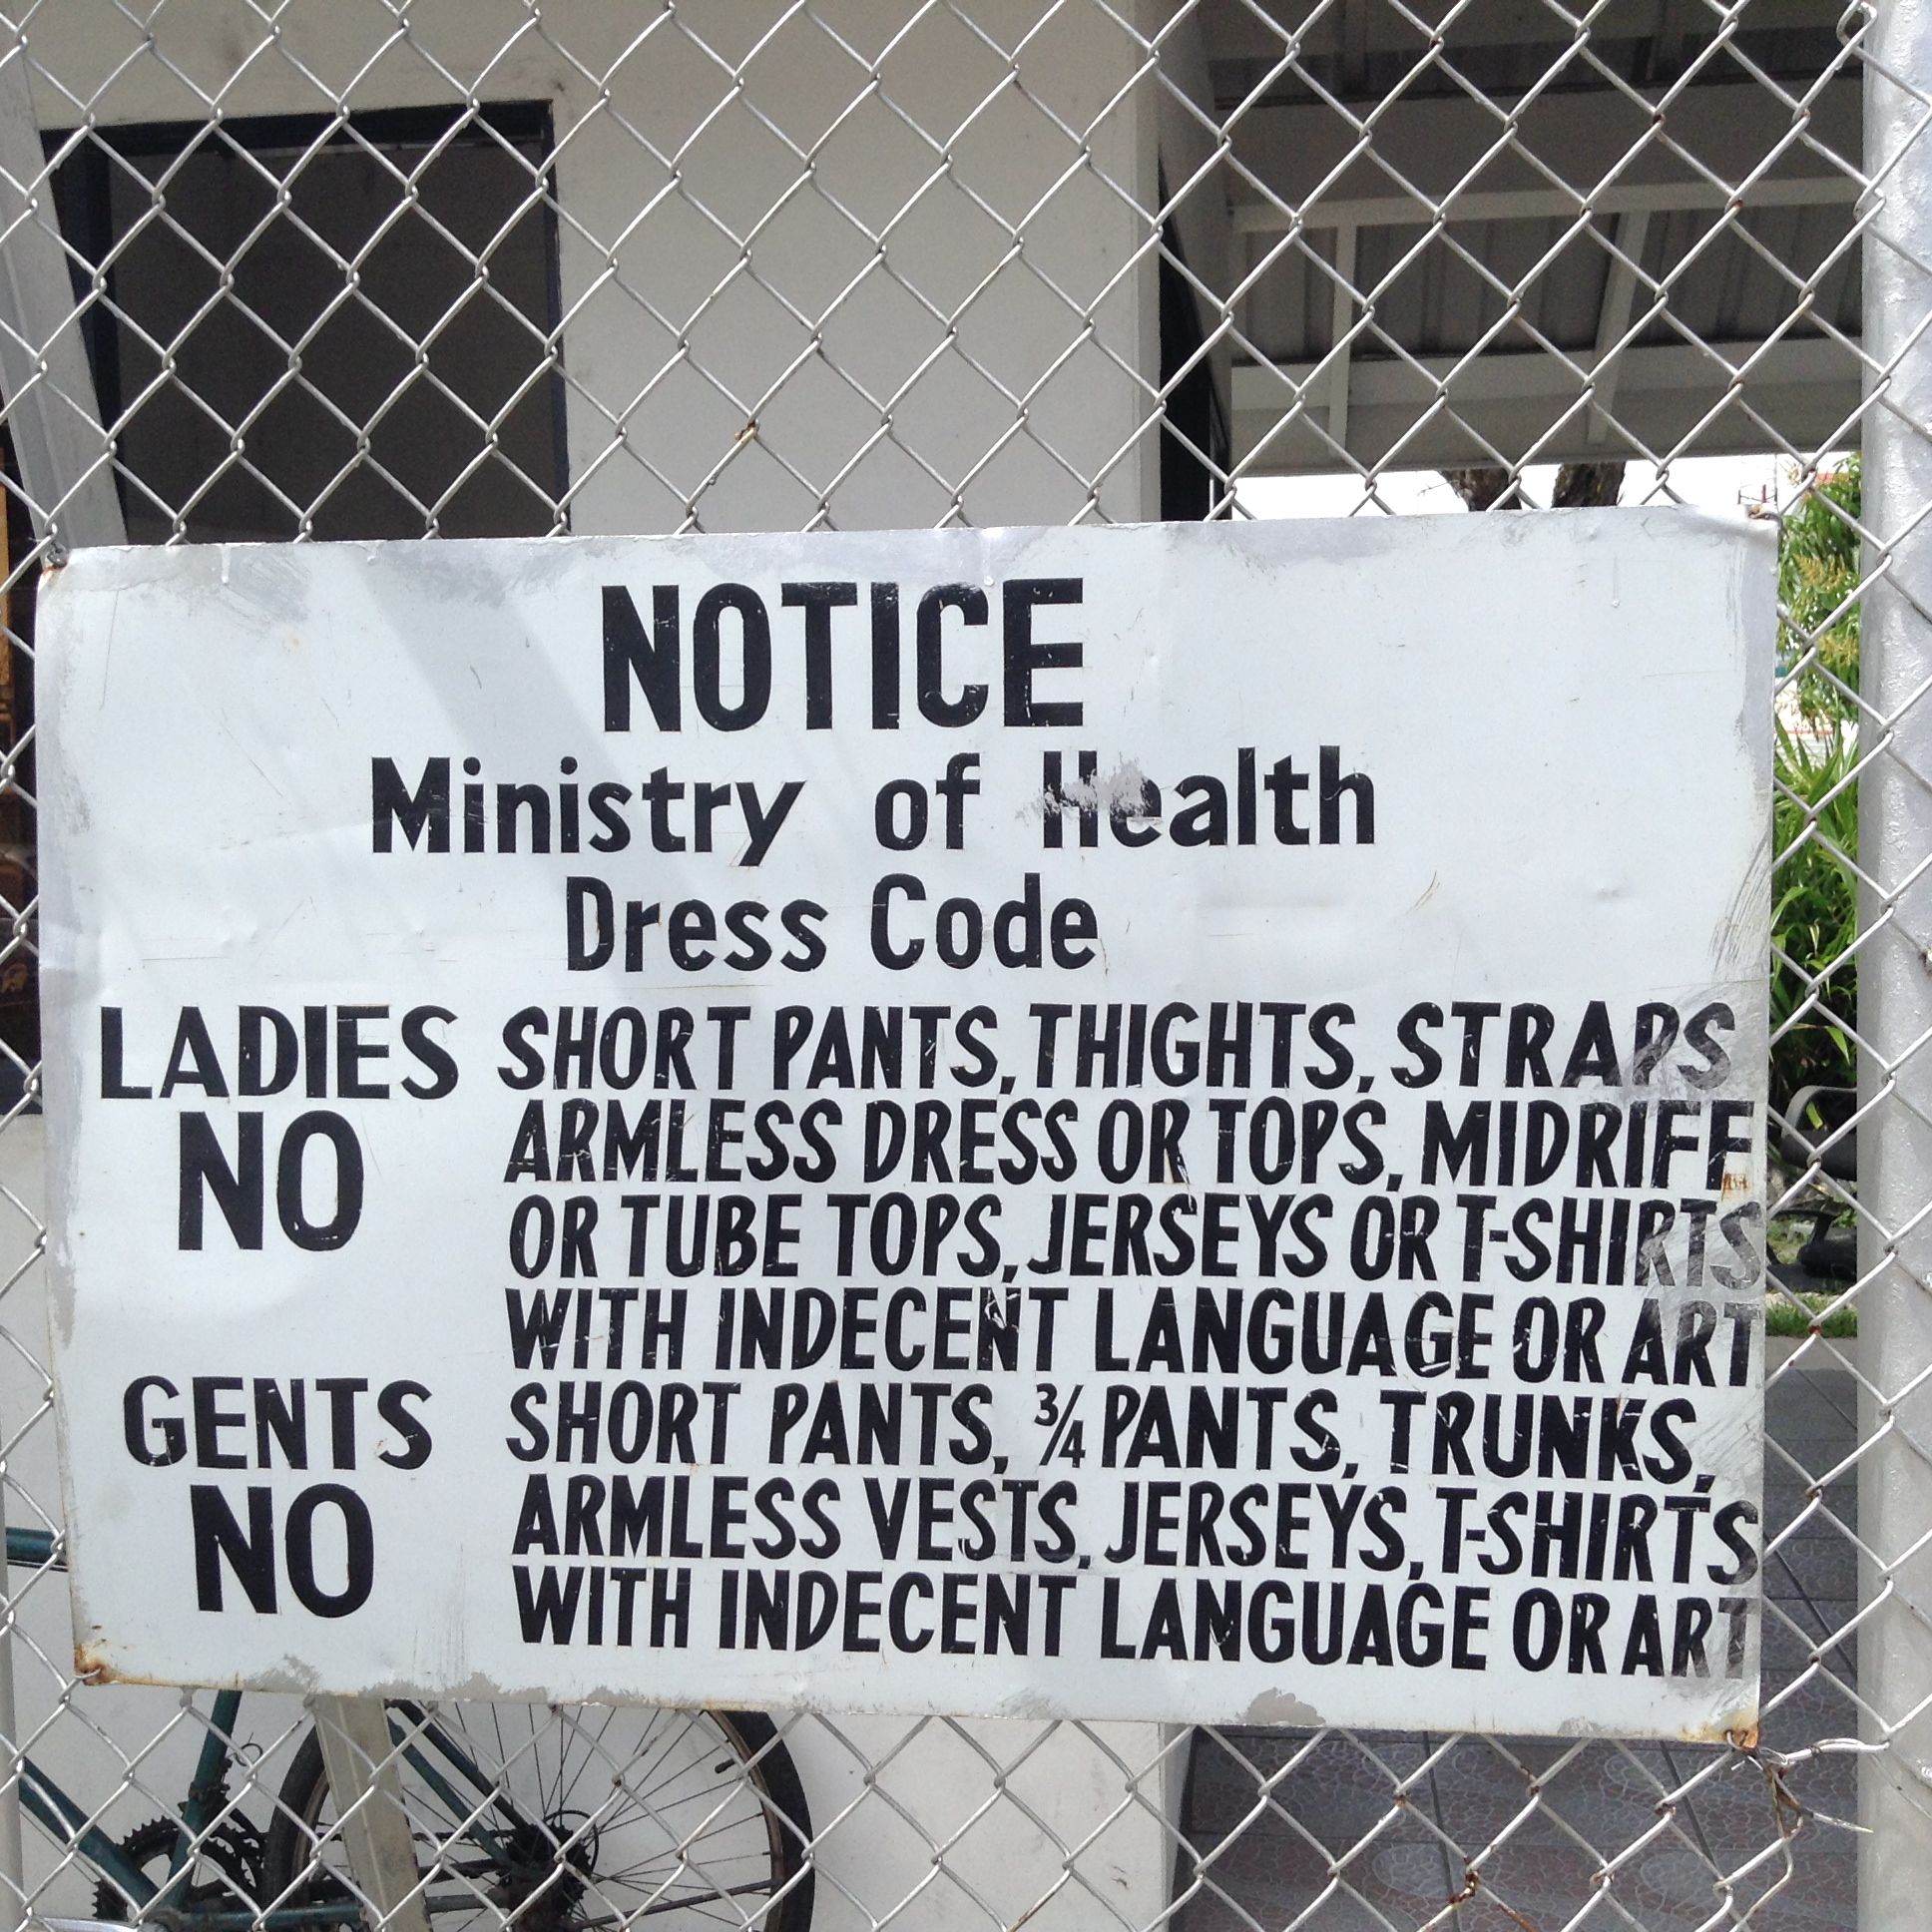 NOTICE
Ministry of Health
Dress Code
LADIES SHORT PANTS, THIGHTS, STRAPS
NO ARMLESS DRESS OR TOPS, MIDRIFF
OR TUBE TOPS, JERSEYS OR T-SHIRTS
WITH INDECENT LANGUAGE OR ART
GENTS SHORT PANTS, ¾ PANTS, TRUNKS,
NO ARMLESS VESTS, JERSEYS, T-SHIRTS
WITH INDECENT LANGUAGE OR ART